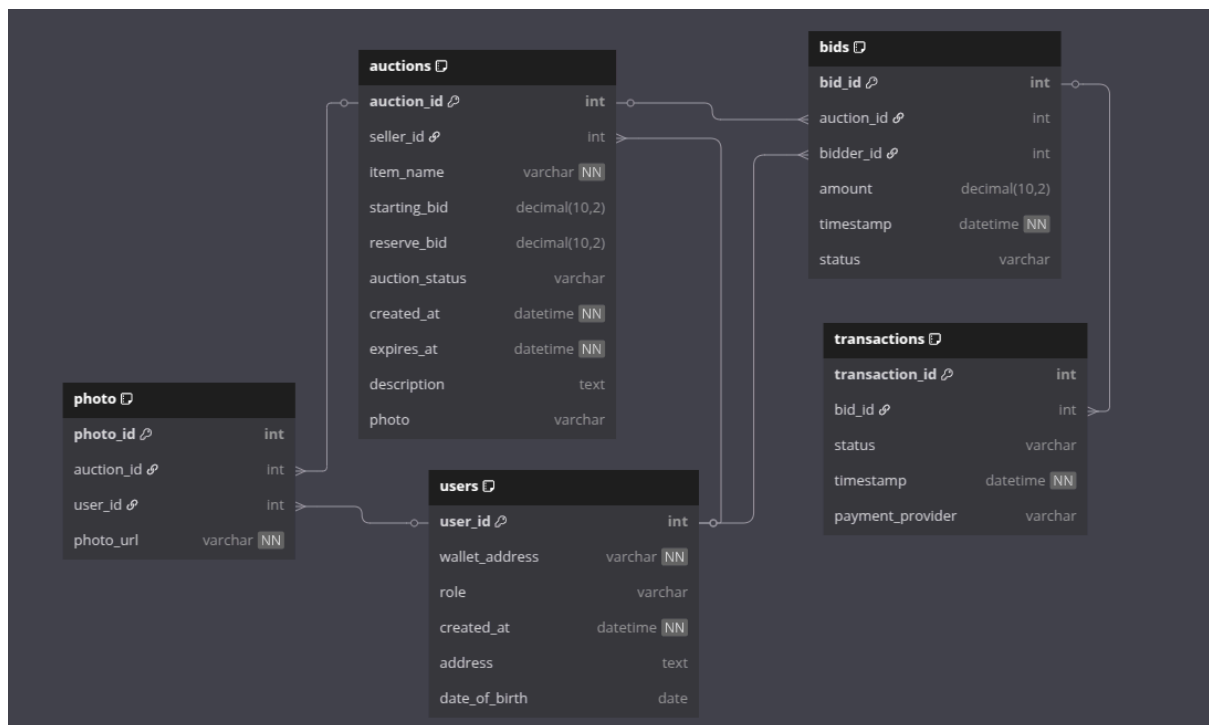 auctions
auction_id int
seller_id int
item_name varchar NN
starting_bid decimal(10,2)
reserve_bid decimal(10,2)
auction_status varchar
created_at datetime NN
expires_at datetime NN
description text
photo varchar
bids
bid_id int
auction_id int
bidder_id int
amount decimal(10,2)
timestamp datetime NN
status varchar
transactions
transaction_id int
bid_id int
status varchar
timestamp datetime NN
payment_provider varchar
photo
photo_id int
auction_id int
user_id int
photo_url varchar NN
users
user_id int
wallet_address varchar NN
role varchar
created_at datetime NN
address text
date_of_birth date